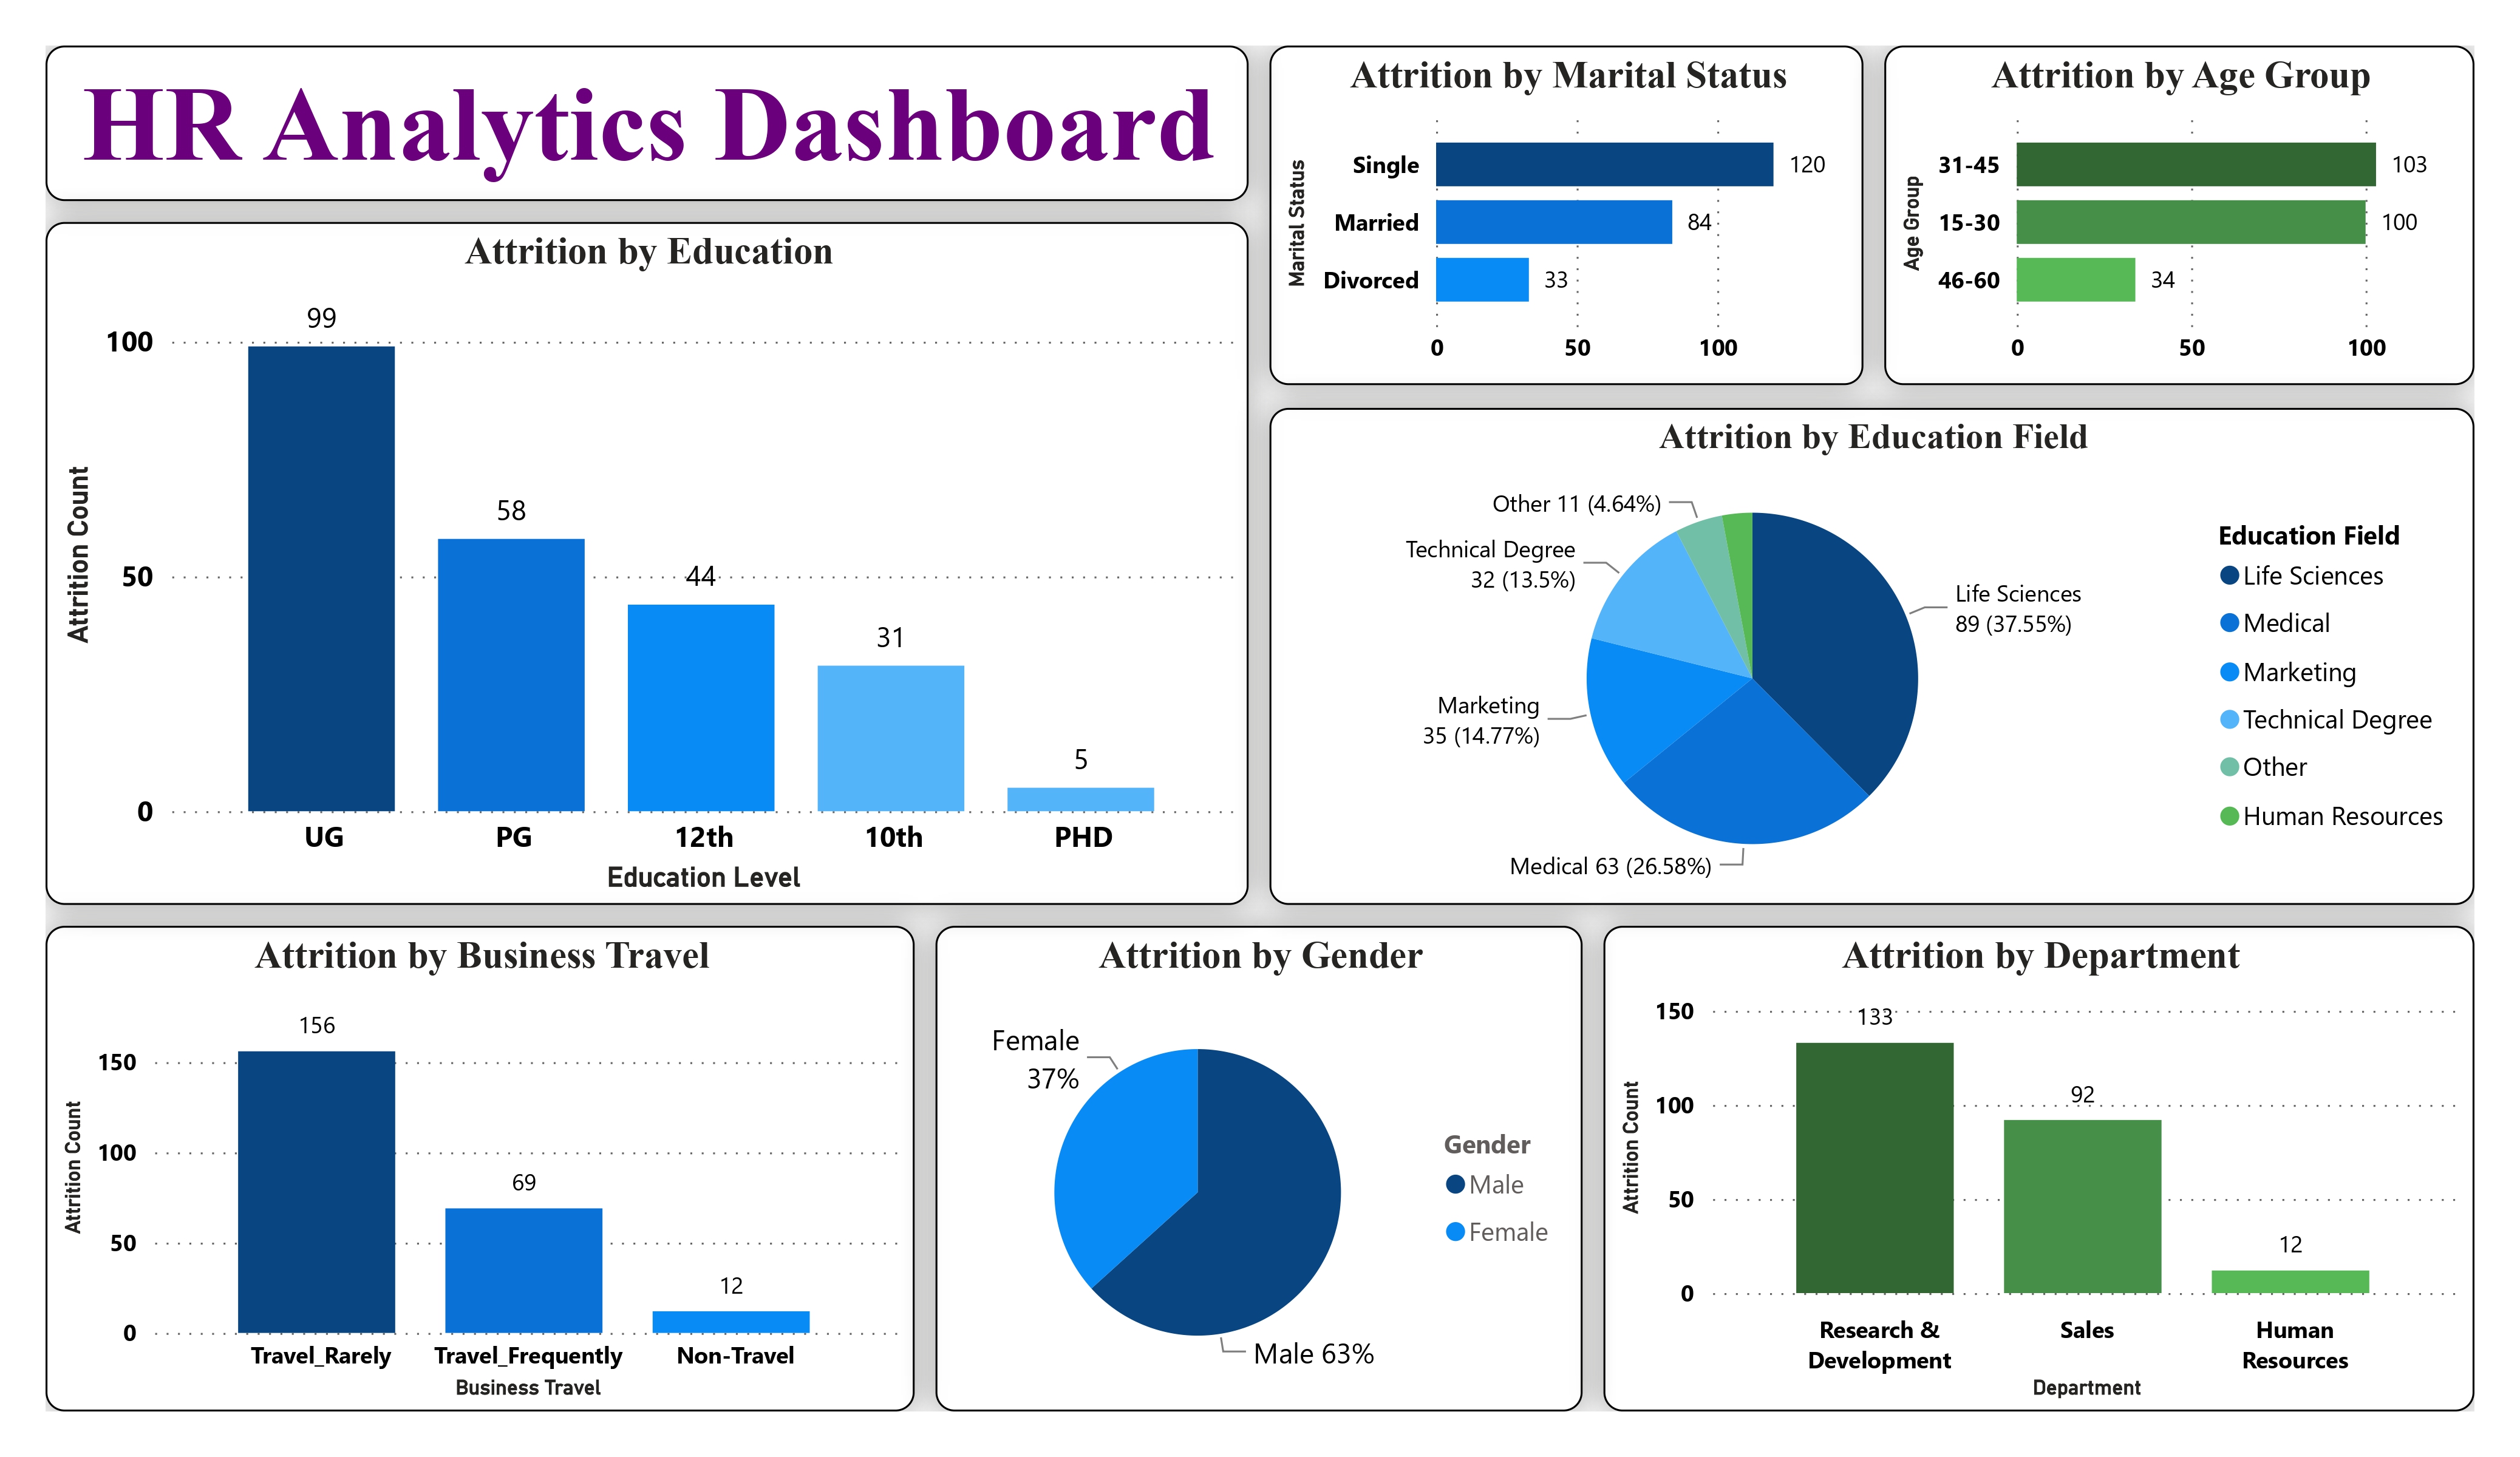 HR Analytics Dashboard
Attrition by Marital Status
Marital Status
Single
120
Married
84
Divorced
33
0
50
100
Attrition by Age Group
Age Group
31-45
103
15-30
100
46-60
34
0
50
100
Attrition by Education
Attrition Count
100
50
0
99
58
44
31
5
UG
PG
12th
10th
PHD
Education Level
Attrition by Education Field
Other 11 (4.64%)
Technical Degree
32 (13.5%)
Life Sciences
89 (37.55%)
Marketing
35 (14.77%)
Medical 63 (26.58%)
Education Field
Life Sciences
Medical
Marketing
Technical Degree
Other
Human Resources
Attrition by Business Travel
Attrition Count
150
100
50
0
156
69
12
Travel_Rarely
Travel_Frequently
Non-Travel
Business Travel
Attrition by Gender
Female
37%
Male 63%
Gender
Male
Female
Attrition by Department
Attrition Count
150
100
50
0
133
92
12
Research &
Development
Sales
Human
Resources
Department